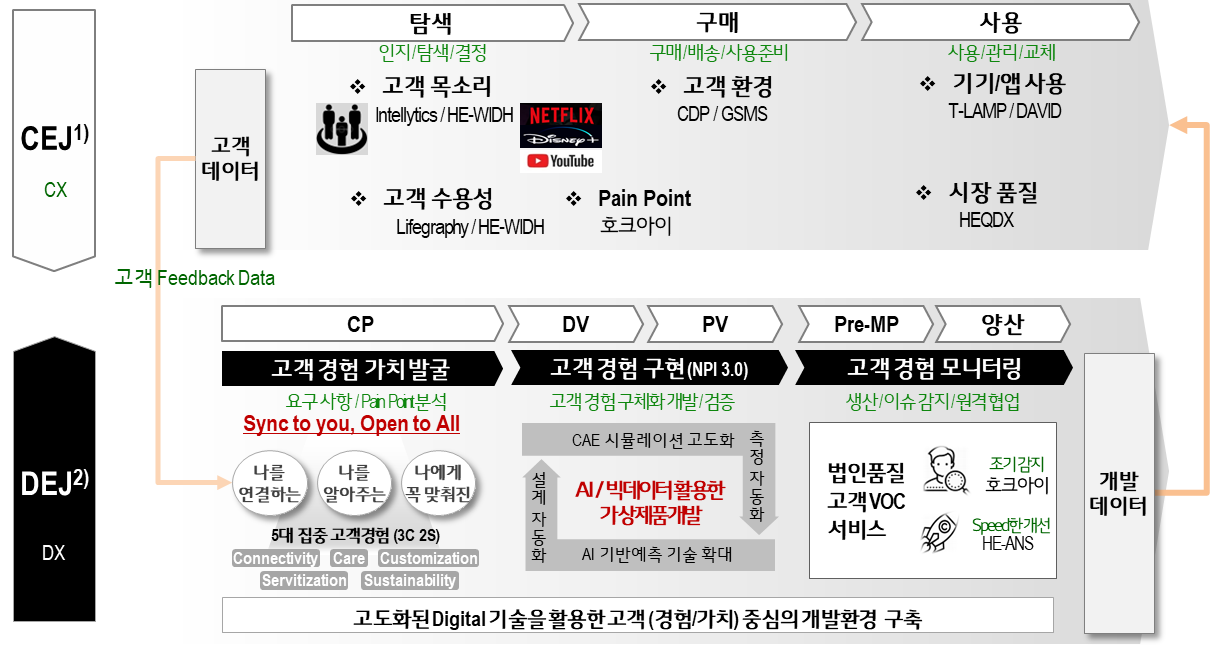 탐색
구매
사용
인지/탐색/결정
구매/배송/사용준비
사용/관리/교체
CEJ1)
CX
고객
데이터
❖ 고객 목소리
Intellytics / HE-WIDH
NETFLIX
Disney+
YouTube
❖ 고객 환경
CDP / GSMS
❖ 기기/앱 사용
T-LAMP / DAVID
❖ 고객 수용성
Lifegraphy / HE-WIDH
❖ Pain Point
호크아이
❖ 시장 품질
HEQDX
고객 Feedback Data
DEJ2)
DX
CP
DV
PV
Pre-MP
양산
고객 경험 가치 발굴
고객 경험 구현(NPI 3.0)
고객 경험 모니터링
요구 사항 / Pain Point 분석
고객 경험 구체화 개발/검증
생산/이슈 감지/원격 협업
Sync to you, Open to All
나를
연결하는
나를
알아주는
나에게
꼭 맞춰진
5대 집중 고객경험 (3C 2S)
Connectivity
Care
Customization
Servitization
Sustainability
CAE 시뮬레이션 고도화
측정 자동화
설계 자동화
AI / 빅데이터 활용한
가상제품개발
AI 기반예측 기술 확대
법인품질
고객 VOC
서비스
조기 감지
호크아이
Speed한 개선
HE-ANS
개발
데이터
고도화된 Digital 기술을 활용한 고객 (경험/가치) 중심의 개발환경 구축